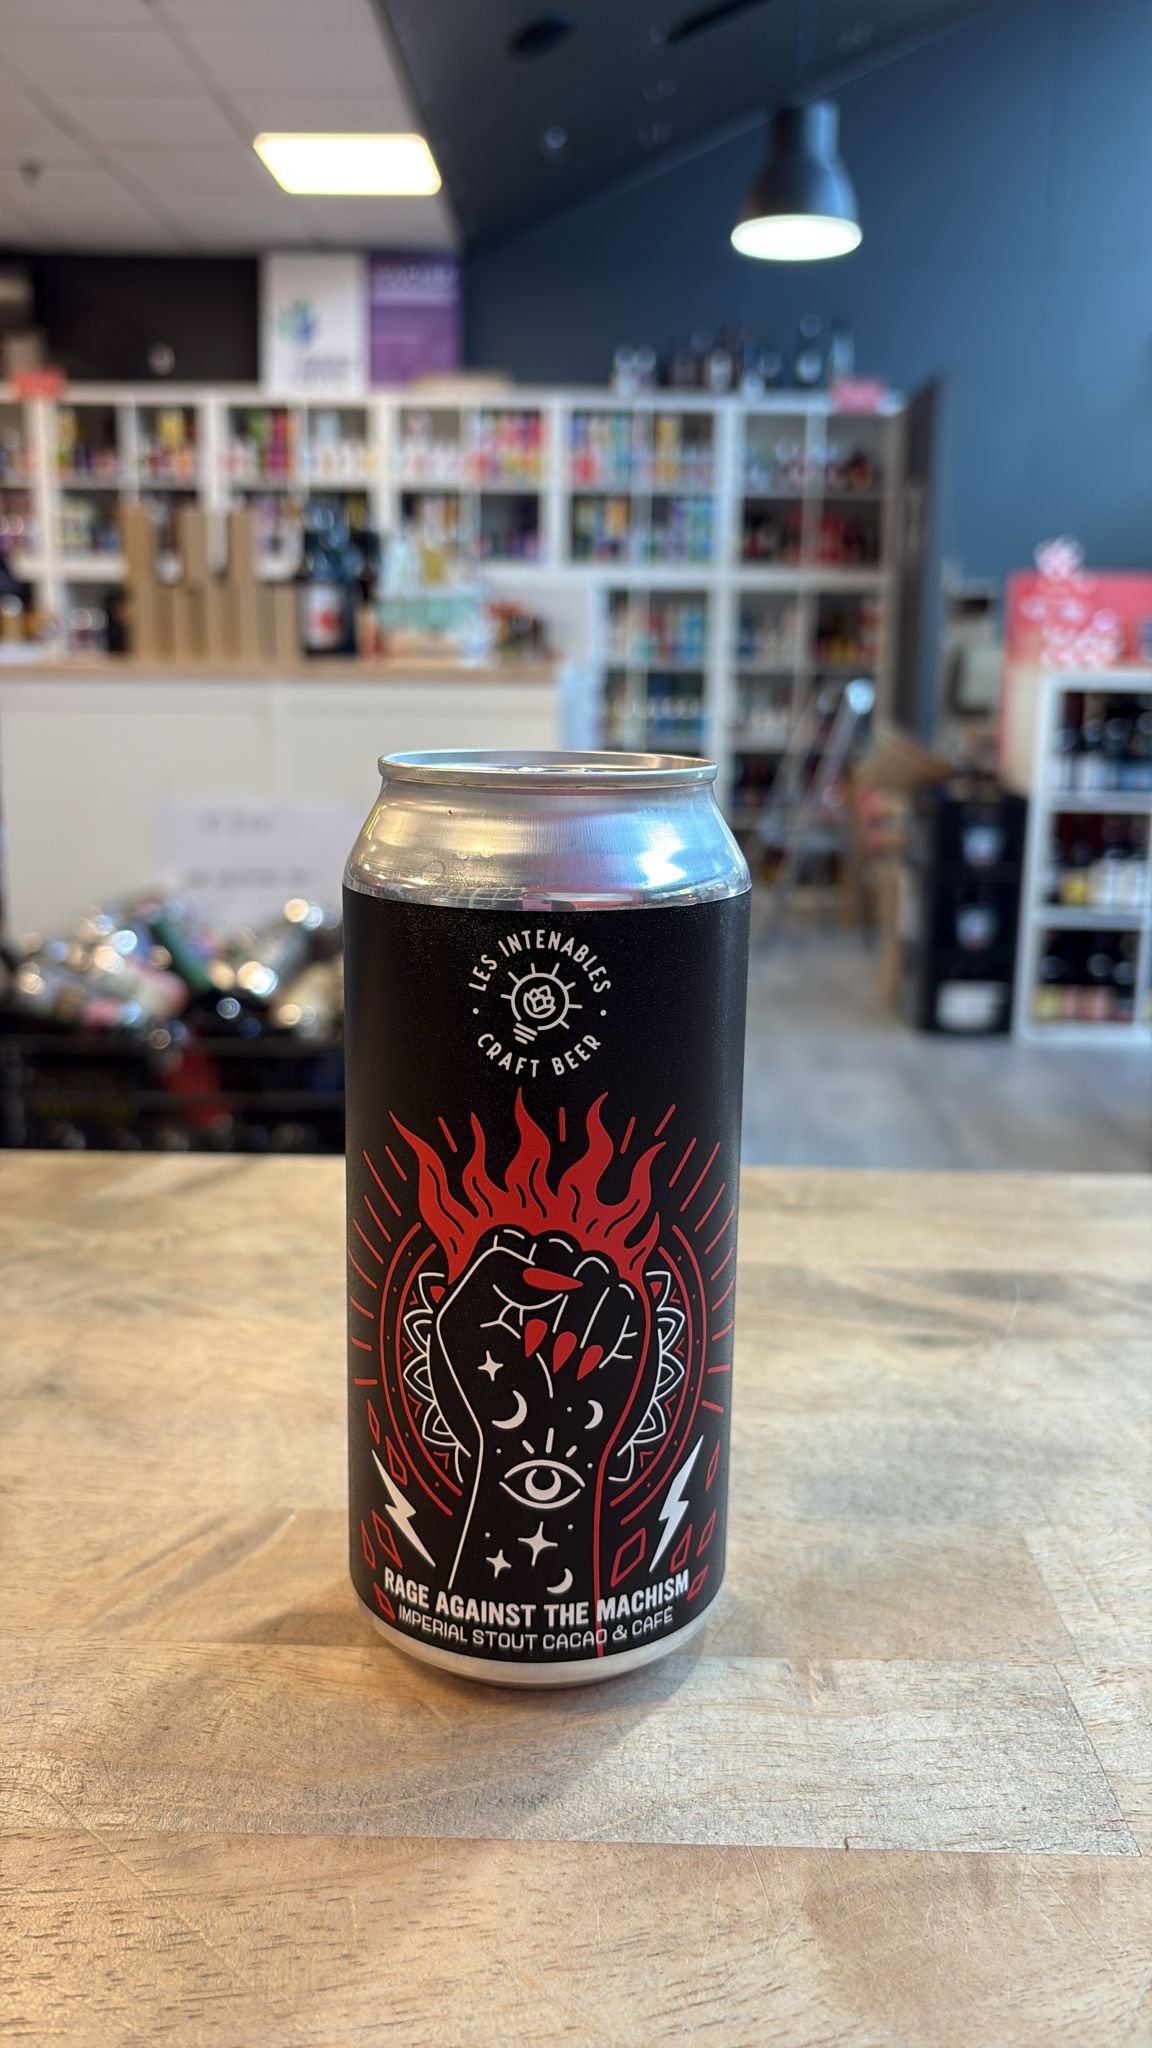 LES INTENABLES
CRAFT BEER
RAGE AGAINST THE MACHISM
IMPERIAL STOUT CACAO & CAFÉ